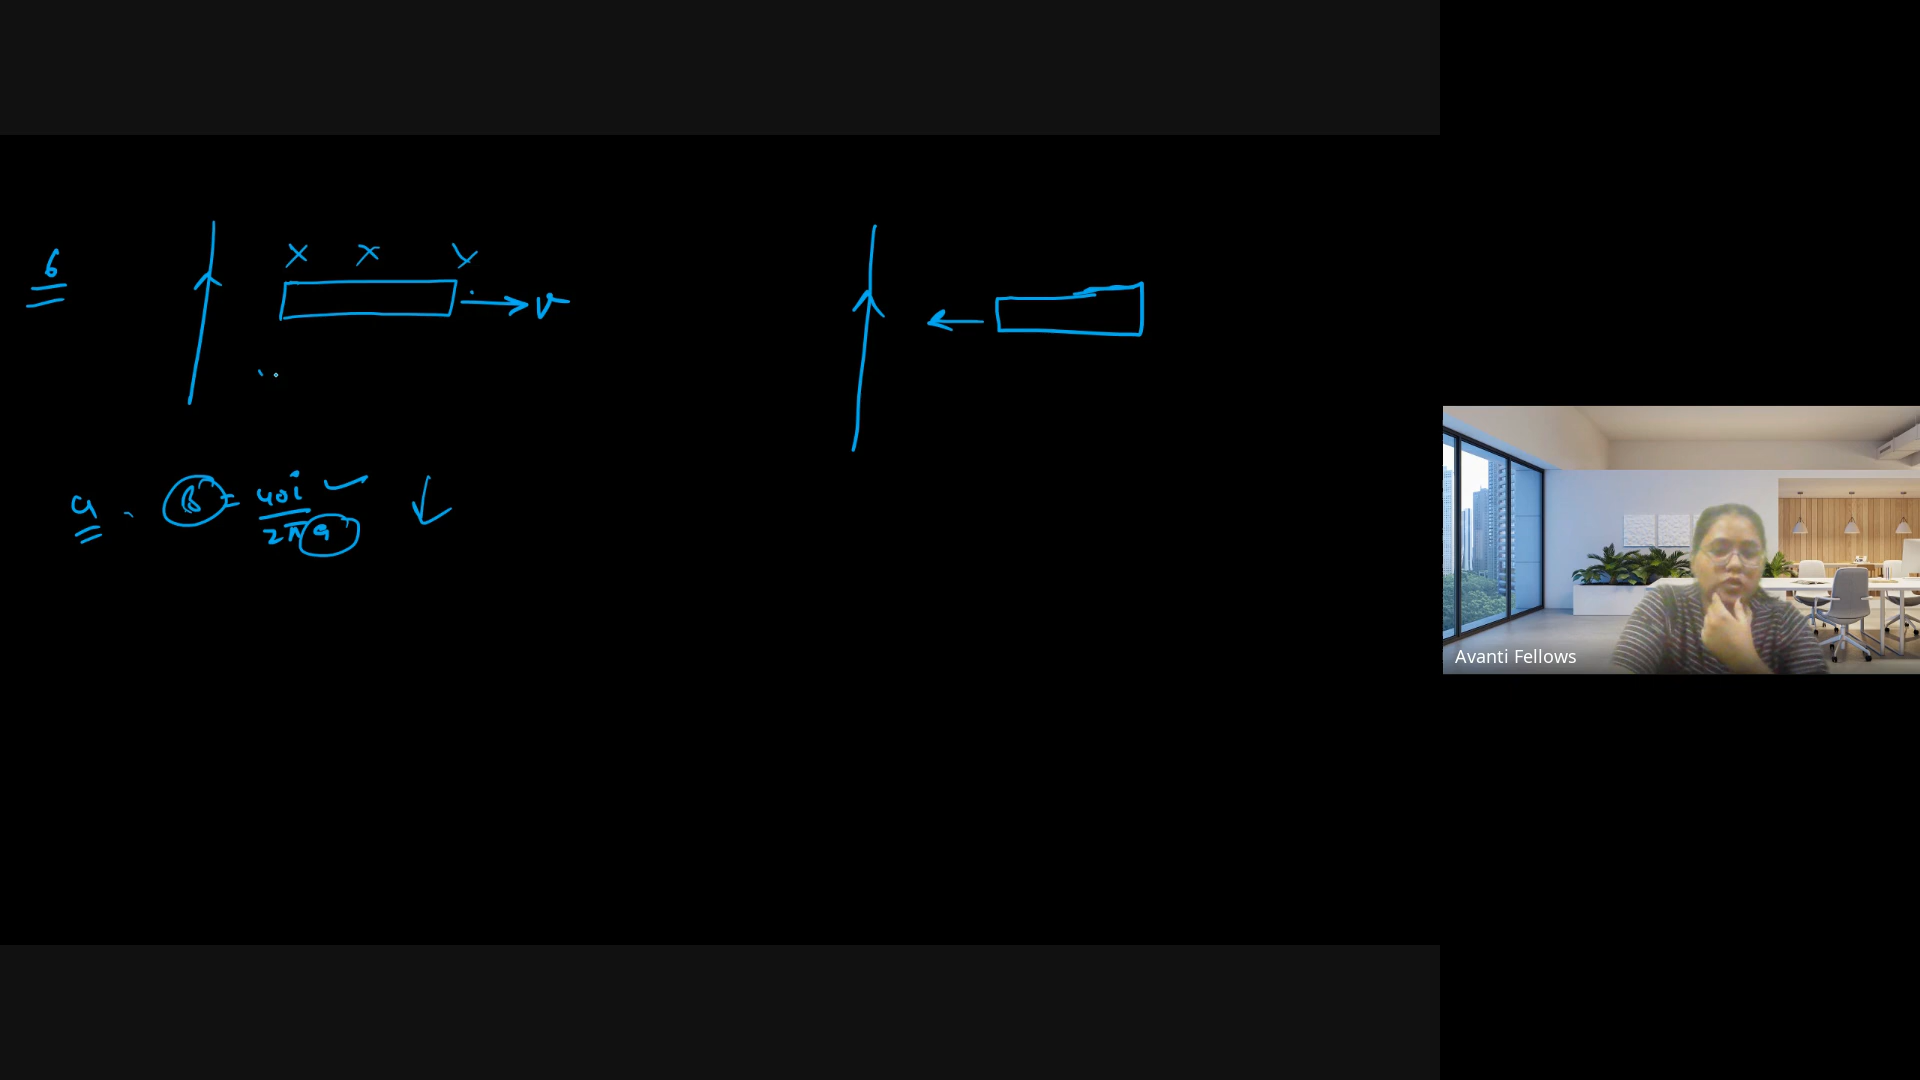 6
x x x
v
a. B = μ0i / 2πa ↓
Avanti Fellows